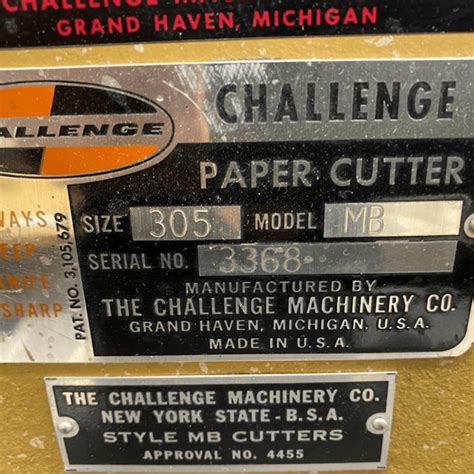 CHALLENGE
GRAND HAVEN, MICHIGAN
ALLENGE
CHALLENGE
PAPER CUTTER
SIZE 305 MODEL MB
SERIAL NO. 3368
MANUFACTURED BY
THE CHALLENGE MACHINERY CO.
GRAND HAVEN, MICHIGAN, U.S.A.
MADE IN U.S.A.
WAYS
EEP
NIFE
SHARP
PAT. NO. 3,105,679
THE CHALLENGE MACHINERY CO.
NEW YORK STATE - B.S.A.
STYLE MB CUTTERS
APPROVAL NO. 4455